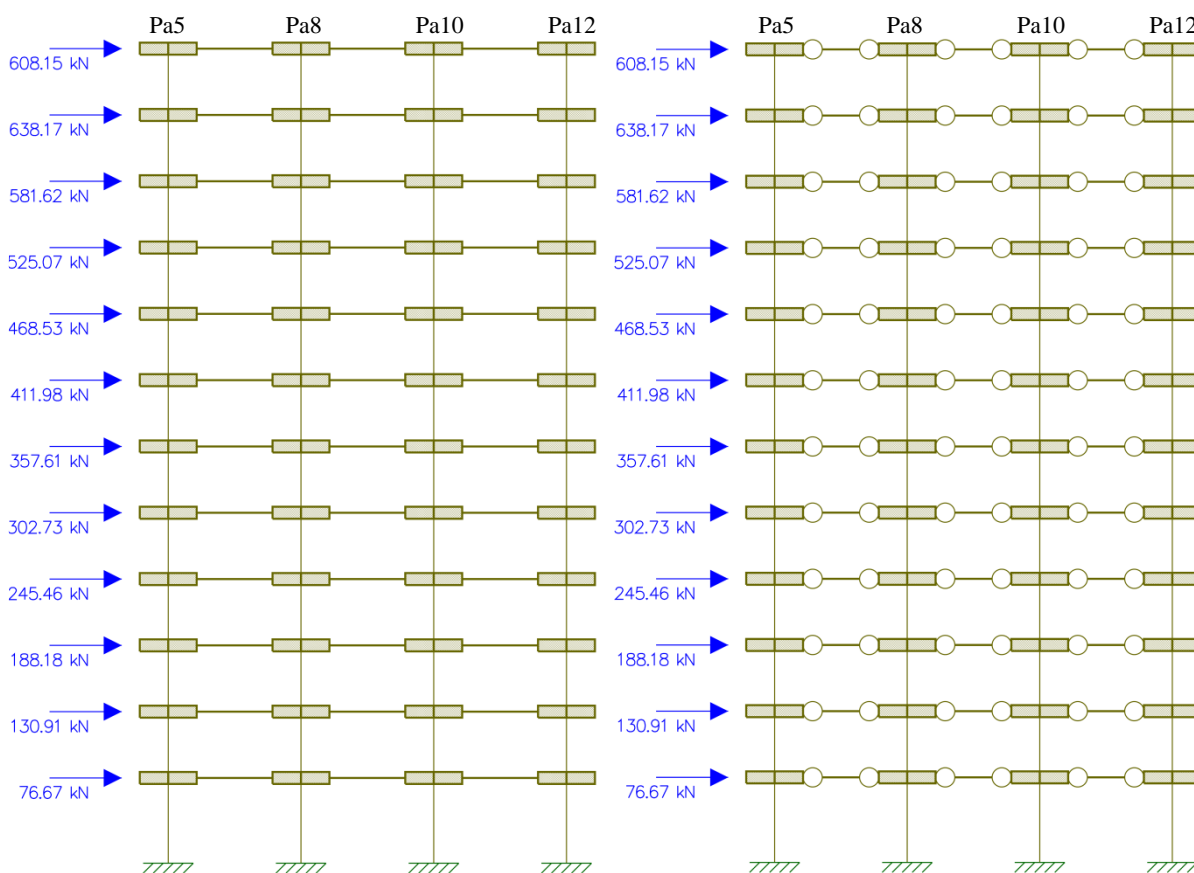 Pa5 Pa8 Pa10 Pa12 Pa5 Pa8 Pa10 Pa12
608.15 kN 608.15 kN
638.17 kN 638.17 kN
581.62 kN 581.62 kN
525.07 kN 525.07 kN
468.53 kN 468.53 kN
411.98 kN 411.98 kN
357.61 kN 357.61 kN
302.73 kN 302.73 kN
245.46 kN 245.46 kN
188.18 kN 188.18 kN
130.91 kN 130.91 kN
76.67 kN 76.67 kN